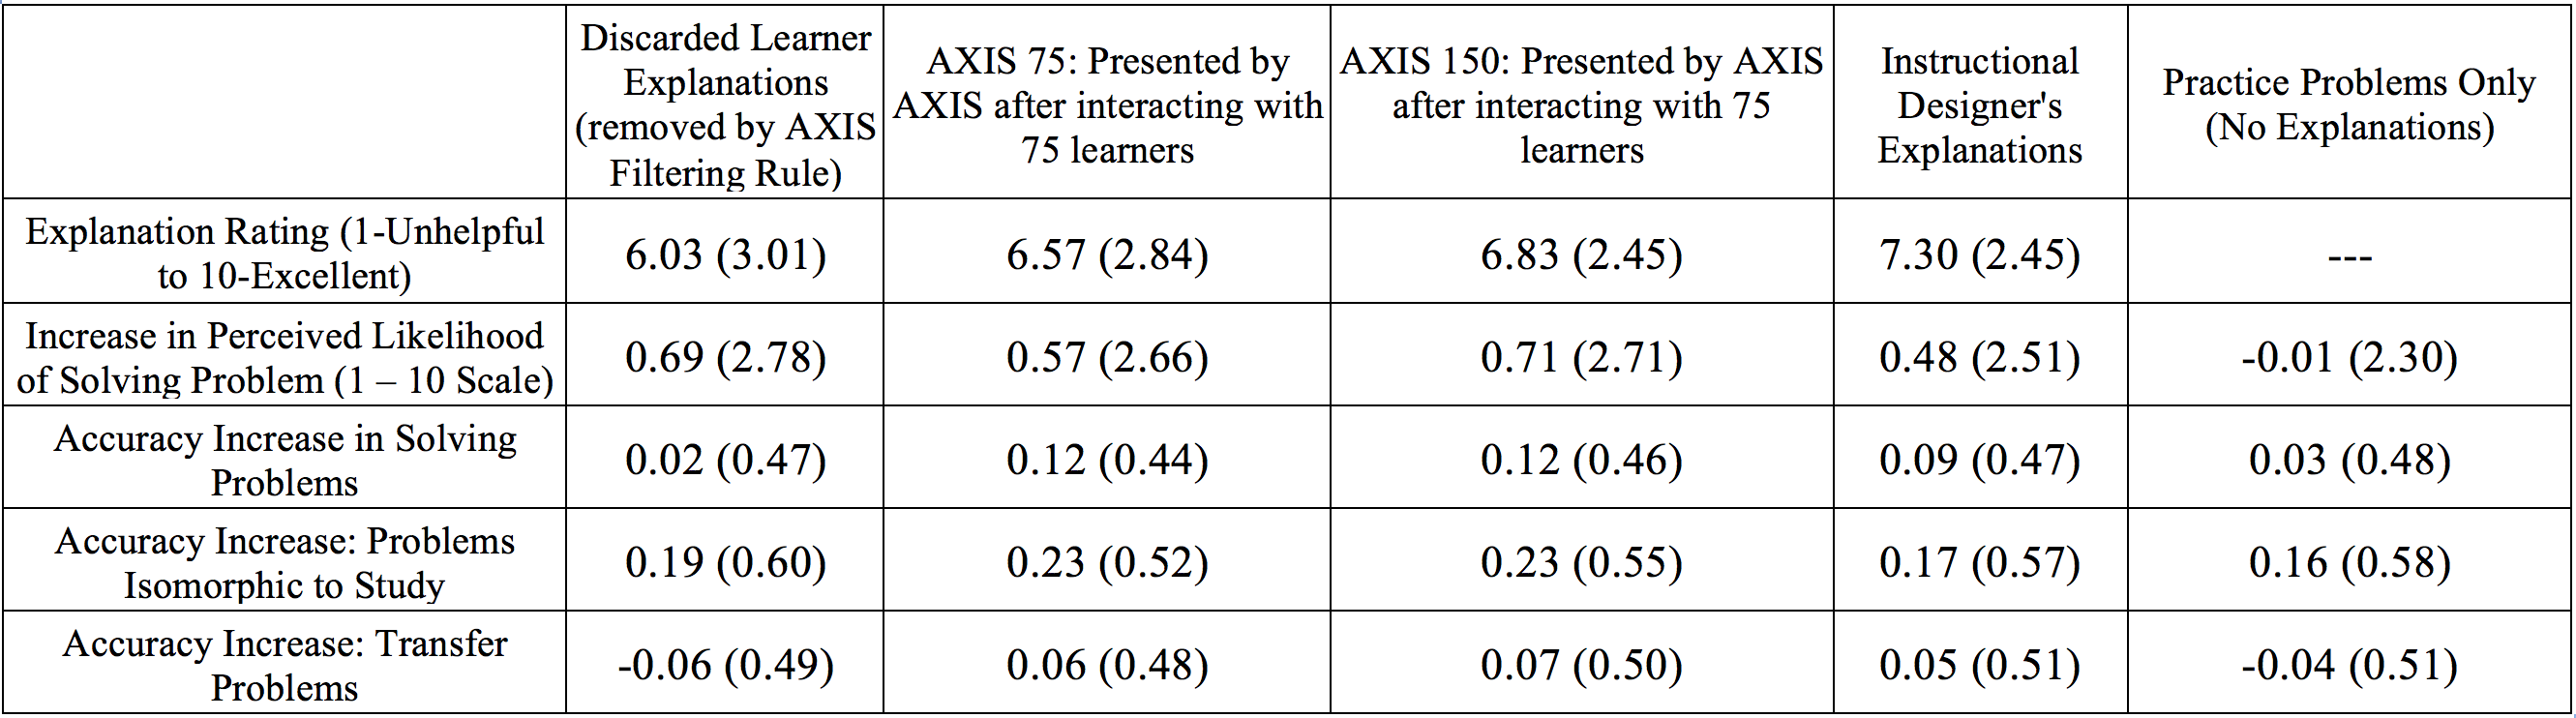 Discarded Learner
Explanations
(removed by AXIS
Filtering Rule)
AXIS 75: Presented by
AXIS after interacting with
75 learners
AXIS 150: Presented by AXIS
after interacting with 75
learners
Instructional
Designer's
Explanations
Practice Problems Only
(No Explanations)
Explanation Rating (1-Unhelpful
to 10-Excellent)
6.03 (3.01)
6.57 (2.84)
6.83 (2.45)
7.30 (2.45)
---
Increase in Perceived Likelihood
of Solving Problem (1 – 10 Scale)
0.69 (2.78)
0.57 (2.66)
0.71 (2.71)
0.48 (2.51)
-0.01 (2.30)
Accuracy Increase in Solving
Problems
0.02 (0.47)
0.12 (0.44)
0.12 (0.46)
0.09 (0.47)
0.03 (0.48)
Accuracy Increase: Problems
Isomorphic to Study
0.19 (0.60)
0.23 (0.52)
0.23 (0.55)
0.17 (0.57)
0.16 (0.58)
Accuracy Increase: Transfer
Problems
-0.06 (0.49)
0.06 (0.48)
0.07 (0.50)
0.05 (0.51)
-0.04 (0.51)